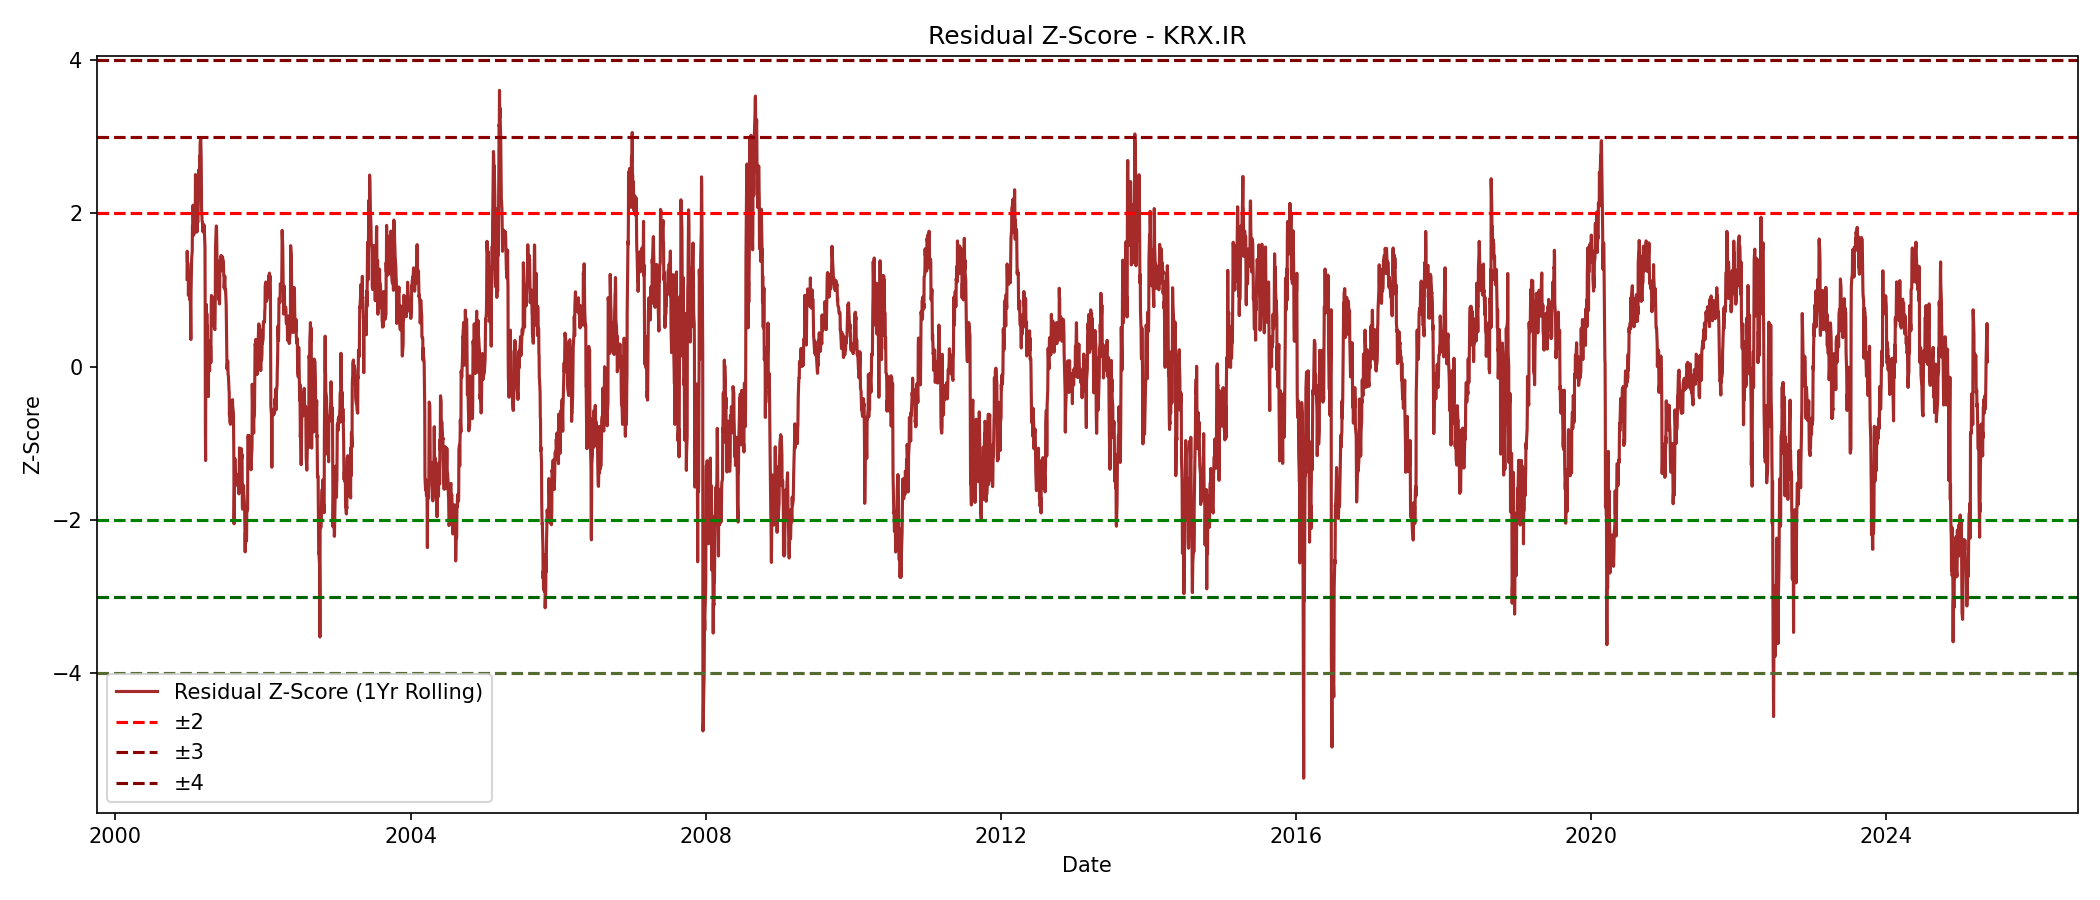 Residual Z-Score - KRX.IR
4
3
2
0
−2
−4
Z-Score
Residual Z-Score (1Yr Rolling)
±2
±3
±4
2000 2004 2008 2012 2016 2020 2024
Date